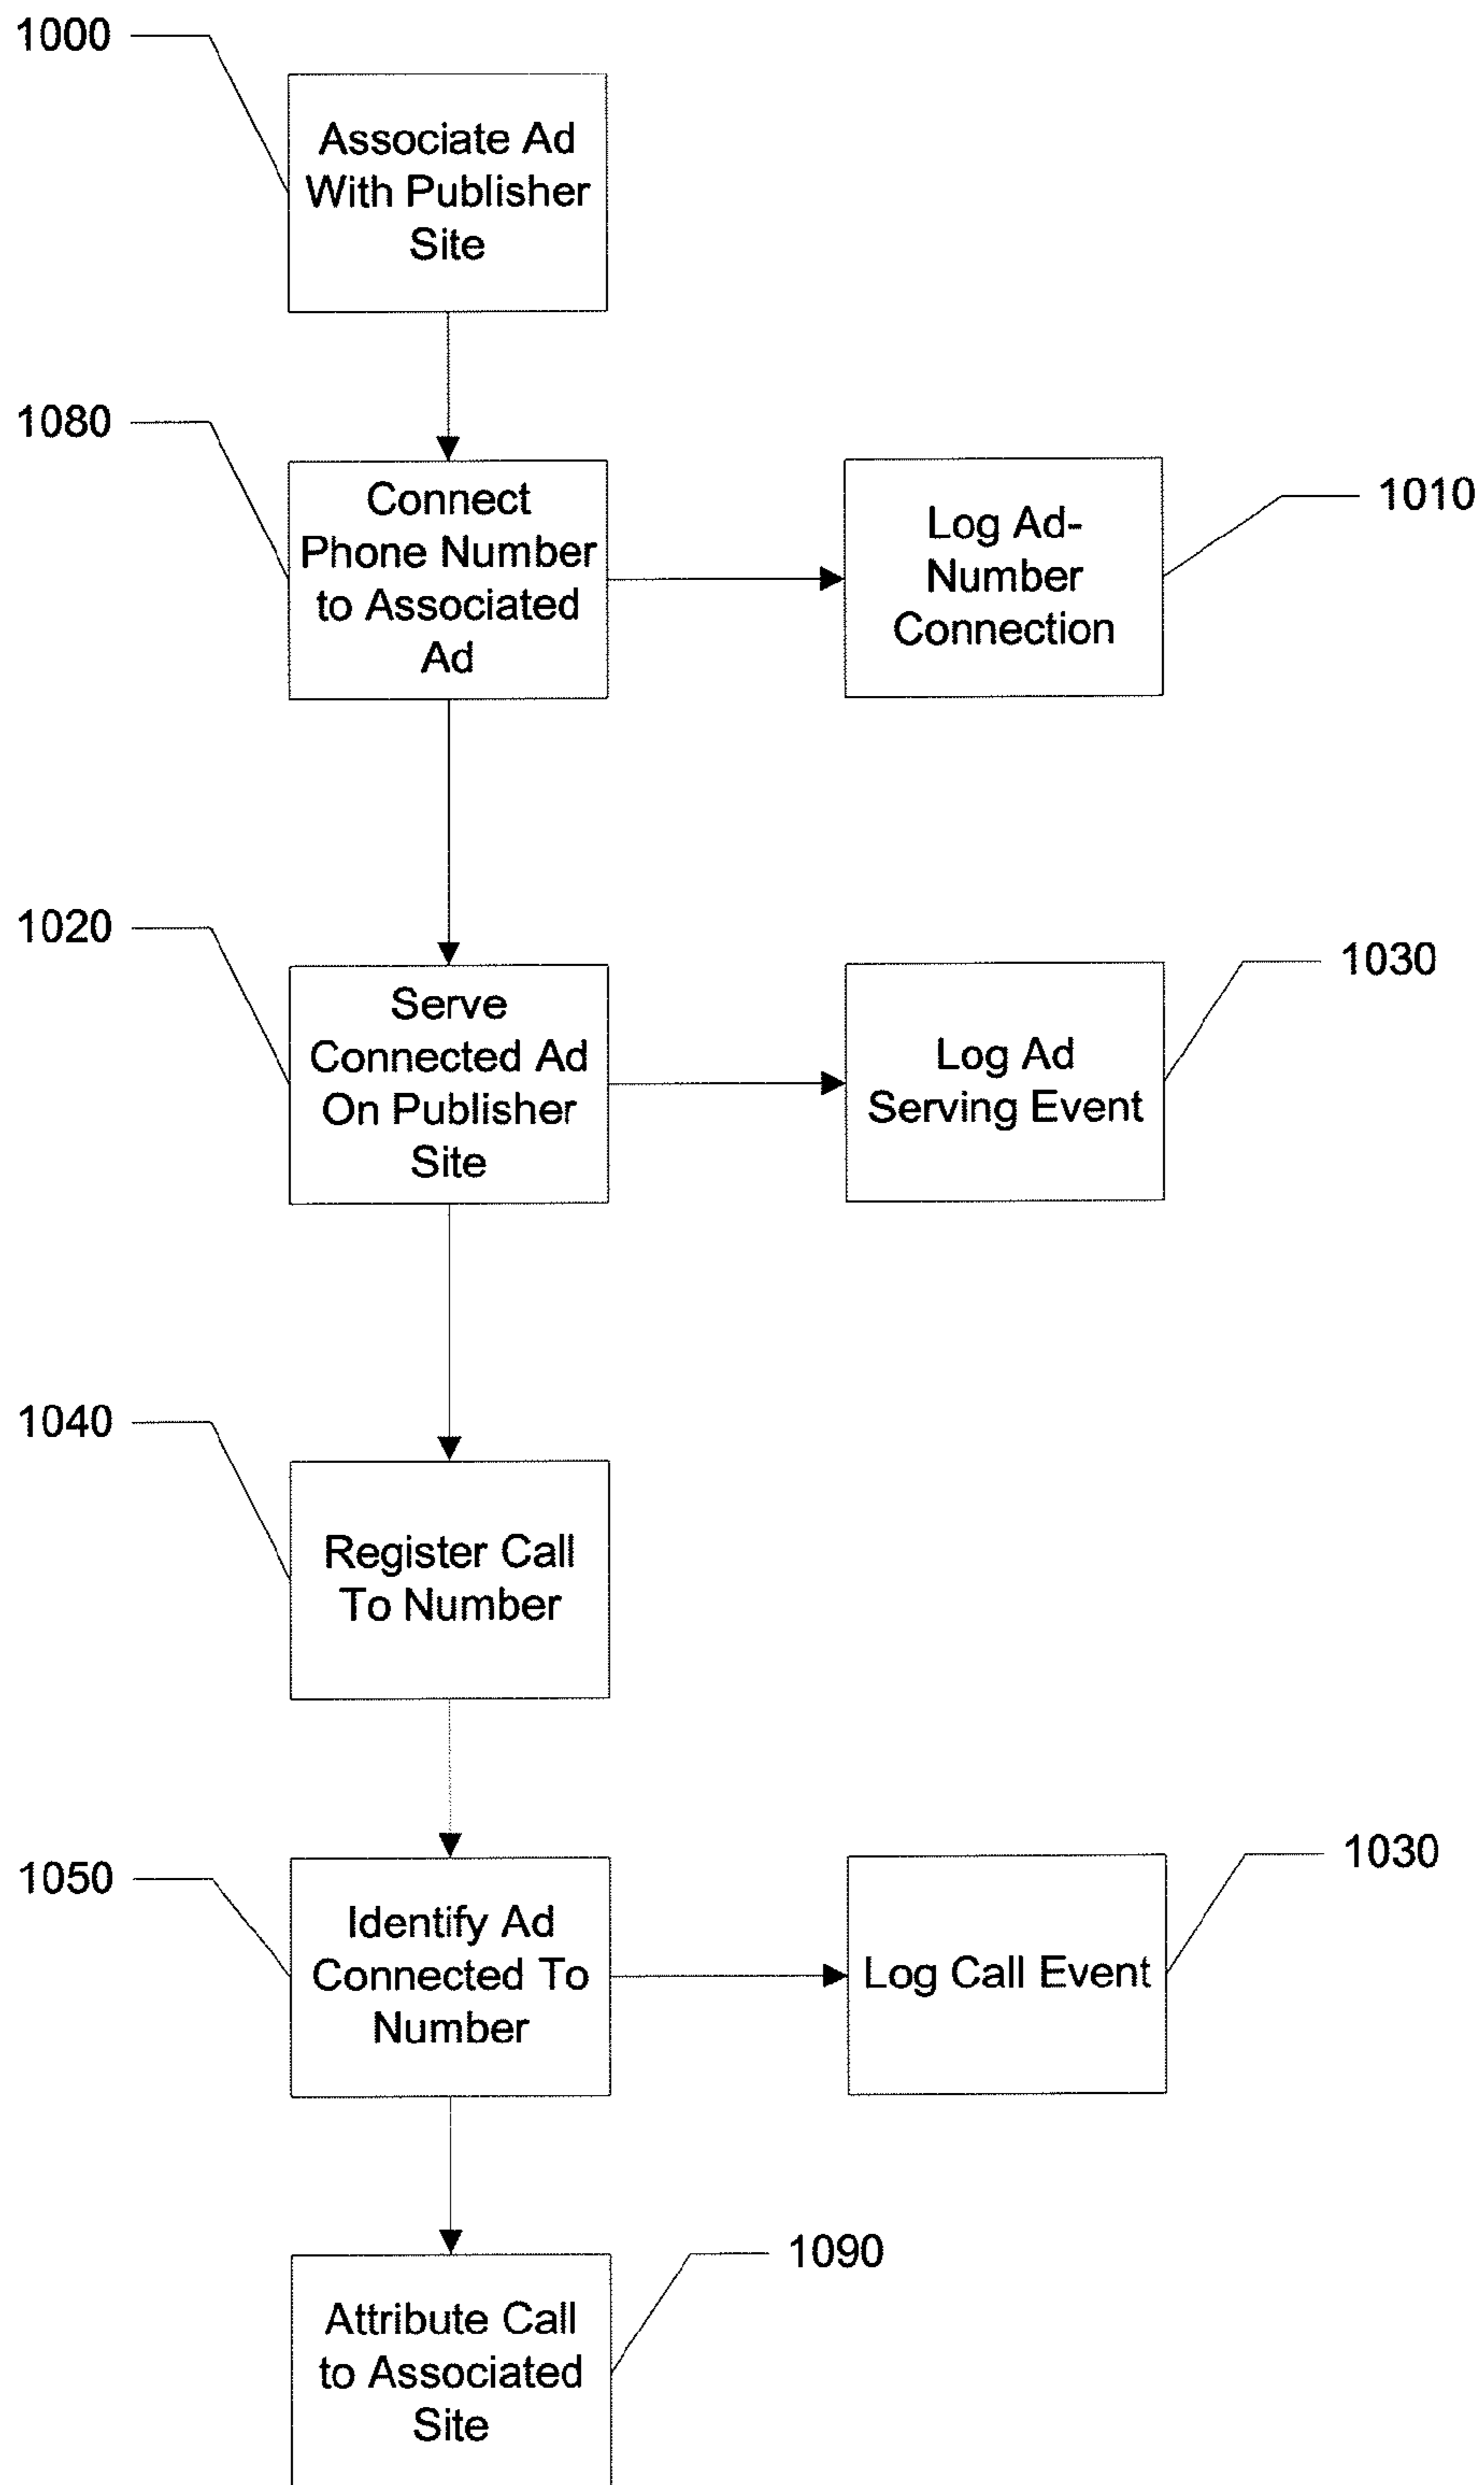 1000
Associate Ad
With Publisher
Site
1080
Connect
Phone Number
to Associated
Ad
Log Ad-
Number
Connection
1010
1020
Serve
Connected Ad
On Publisher
Site
Log Ad
Serving Event
1030
1040
Register Call
To Number
1050
Identify Ad
Connected To
Number
Log Call Event
1030
Attribute Call
to Associated
Site
1090